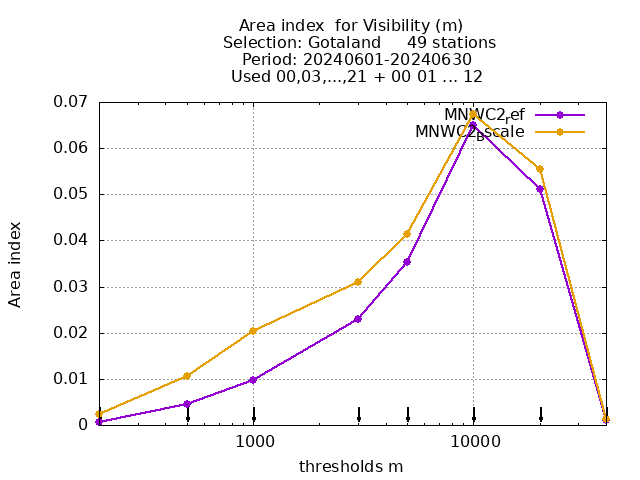 Area index  for Visibility (m)
Selection: Gotaland     49 stations
Period: 20240601-20240630
Used 00,03,...,21 + 00 01 ... 12
0.07
0.06
0.05
0.04
0.03
0.02
0.01
0
Area index
MNWC2ref
MNWC2Bscale
1000
10000
thresholds m